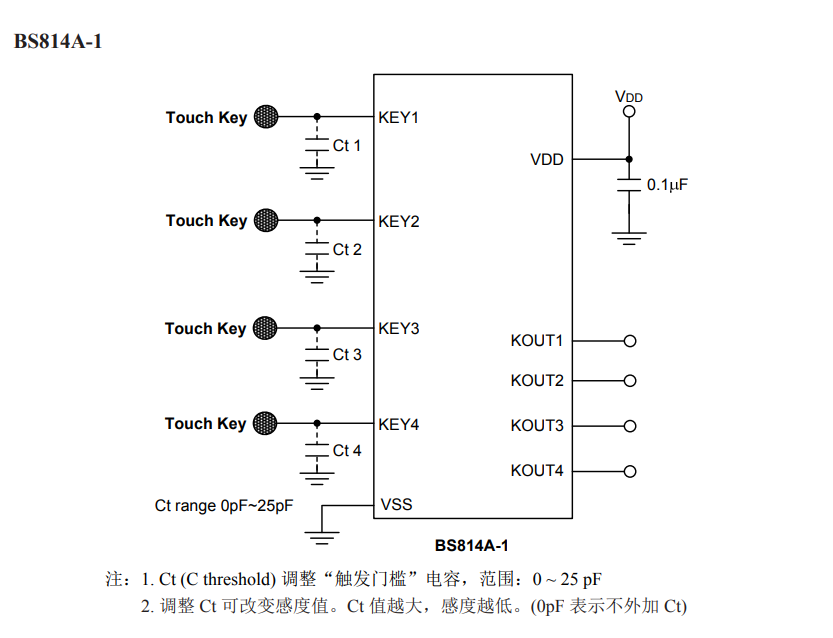 BS814A-1
VDD
Touch Key
KEY1
Ct 1
VDD
0.1μF
Touch Key
KEY2
Ct 2
Touch Key
KEY3
Ct 3
KOUT1
KOUT2
Touch Key
KEY4
Ct 4
KOUT3
KOUT4
Ct range 0pF~25pF
VSS
BS814A-1
注：1. Ct (C threshold) 调整“触发门槛”电容，范围：0 ~ 25 pF
2. 调整 Ct 可改变感度值。Ct 值越大，感度越低。(0pF 表示不外加 Ct)